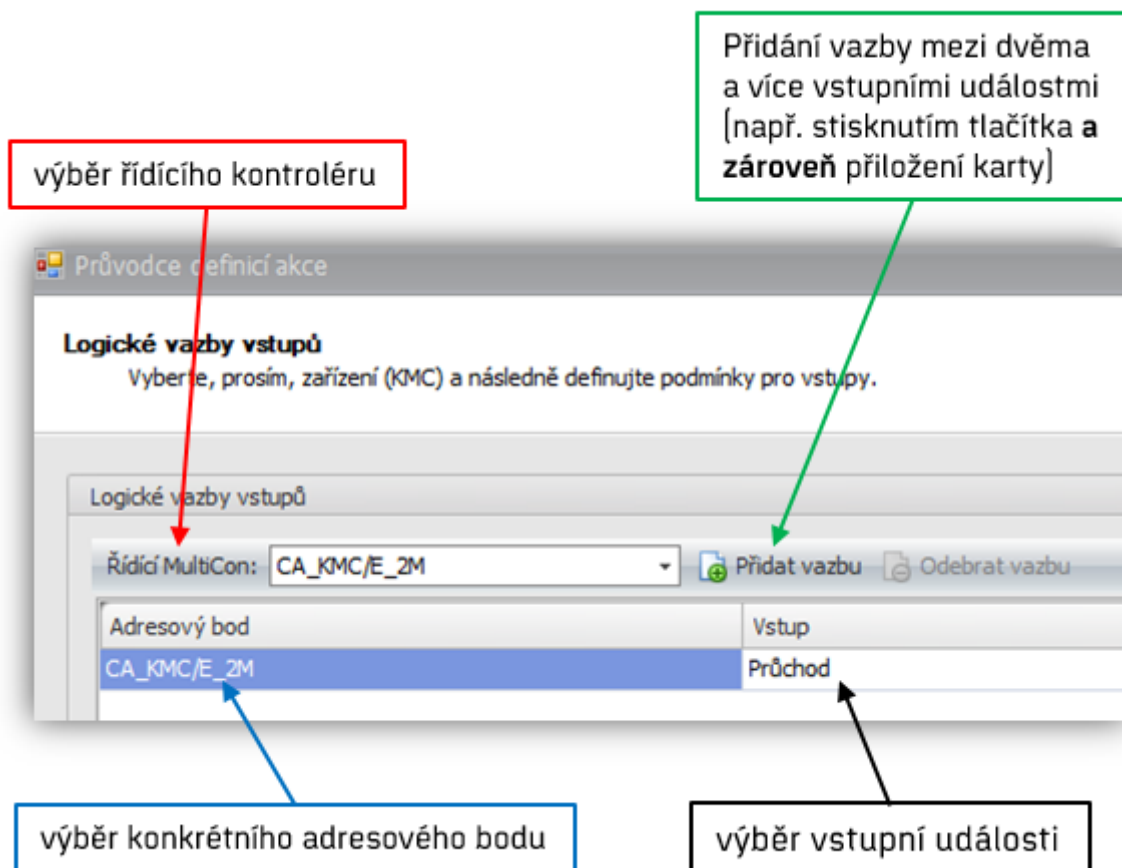 Přidání vazby mezi dvěma
a více vstupními událostmi
(např. stisknutím tlačítka a
zároveň přiložení karty)
výběr řídícího kontroléru
Průvodce definicí akce
Logické vazby vstupů
Vyberte, prosím, zařízení (KMC) a následně definujte podmínky pro vstupy.
Logické vazby vstupů
Řídící MultiCon: CA_KMC/E_2M Přidat vazbu Odebrat vazbu
Adresový bod Vstup
CA_KMC/E_2M Průchod
výběr konkrétního adresového bodu výběr vstupní události